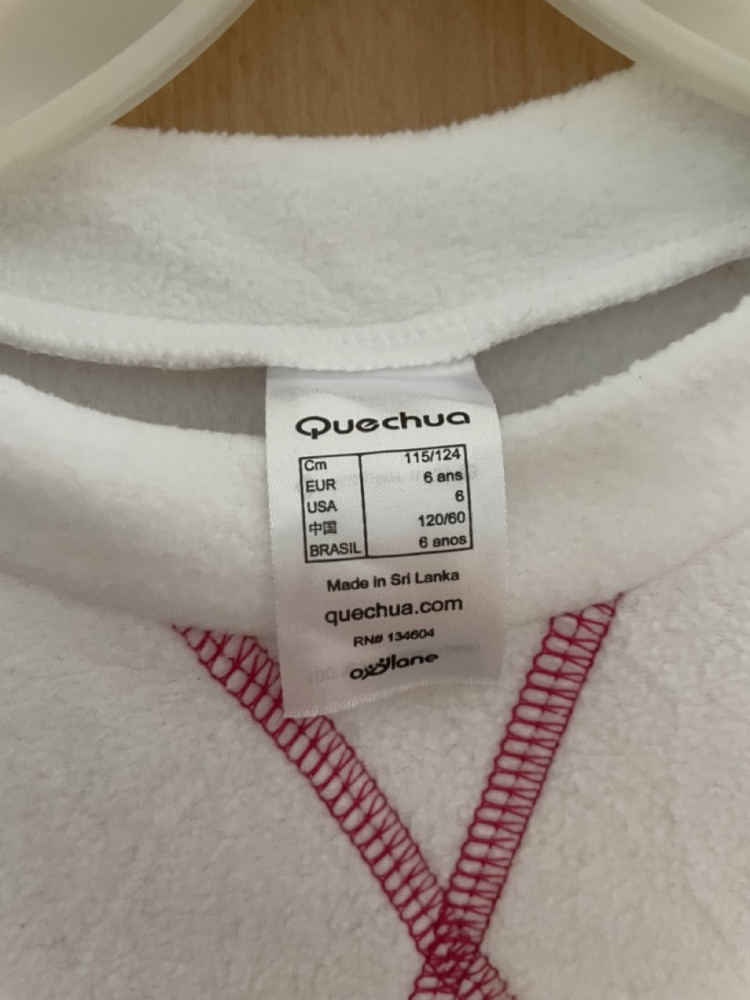 Quechua
Cm 115/124
EUR 6 ans
USA 6
中国 120/60
BRASIL 6 anos
Made in Sri Lanka
quechua.com
RN# 134604
oxylane